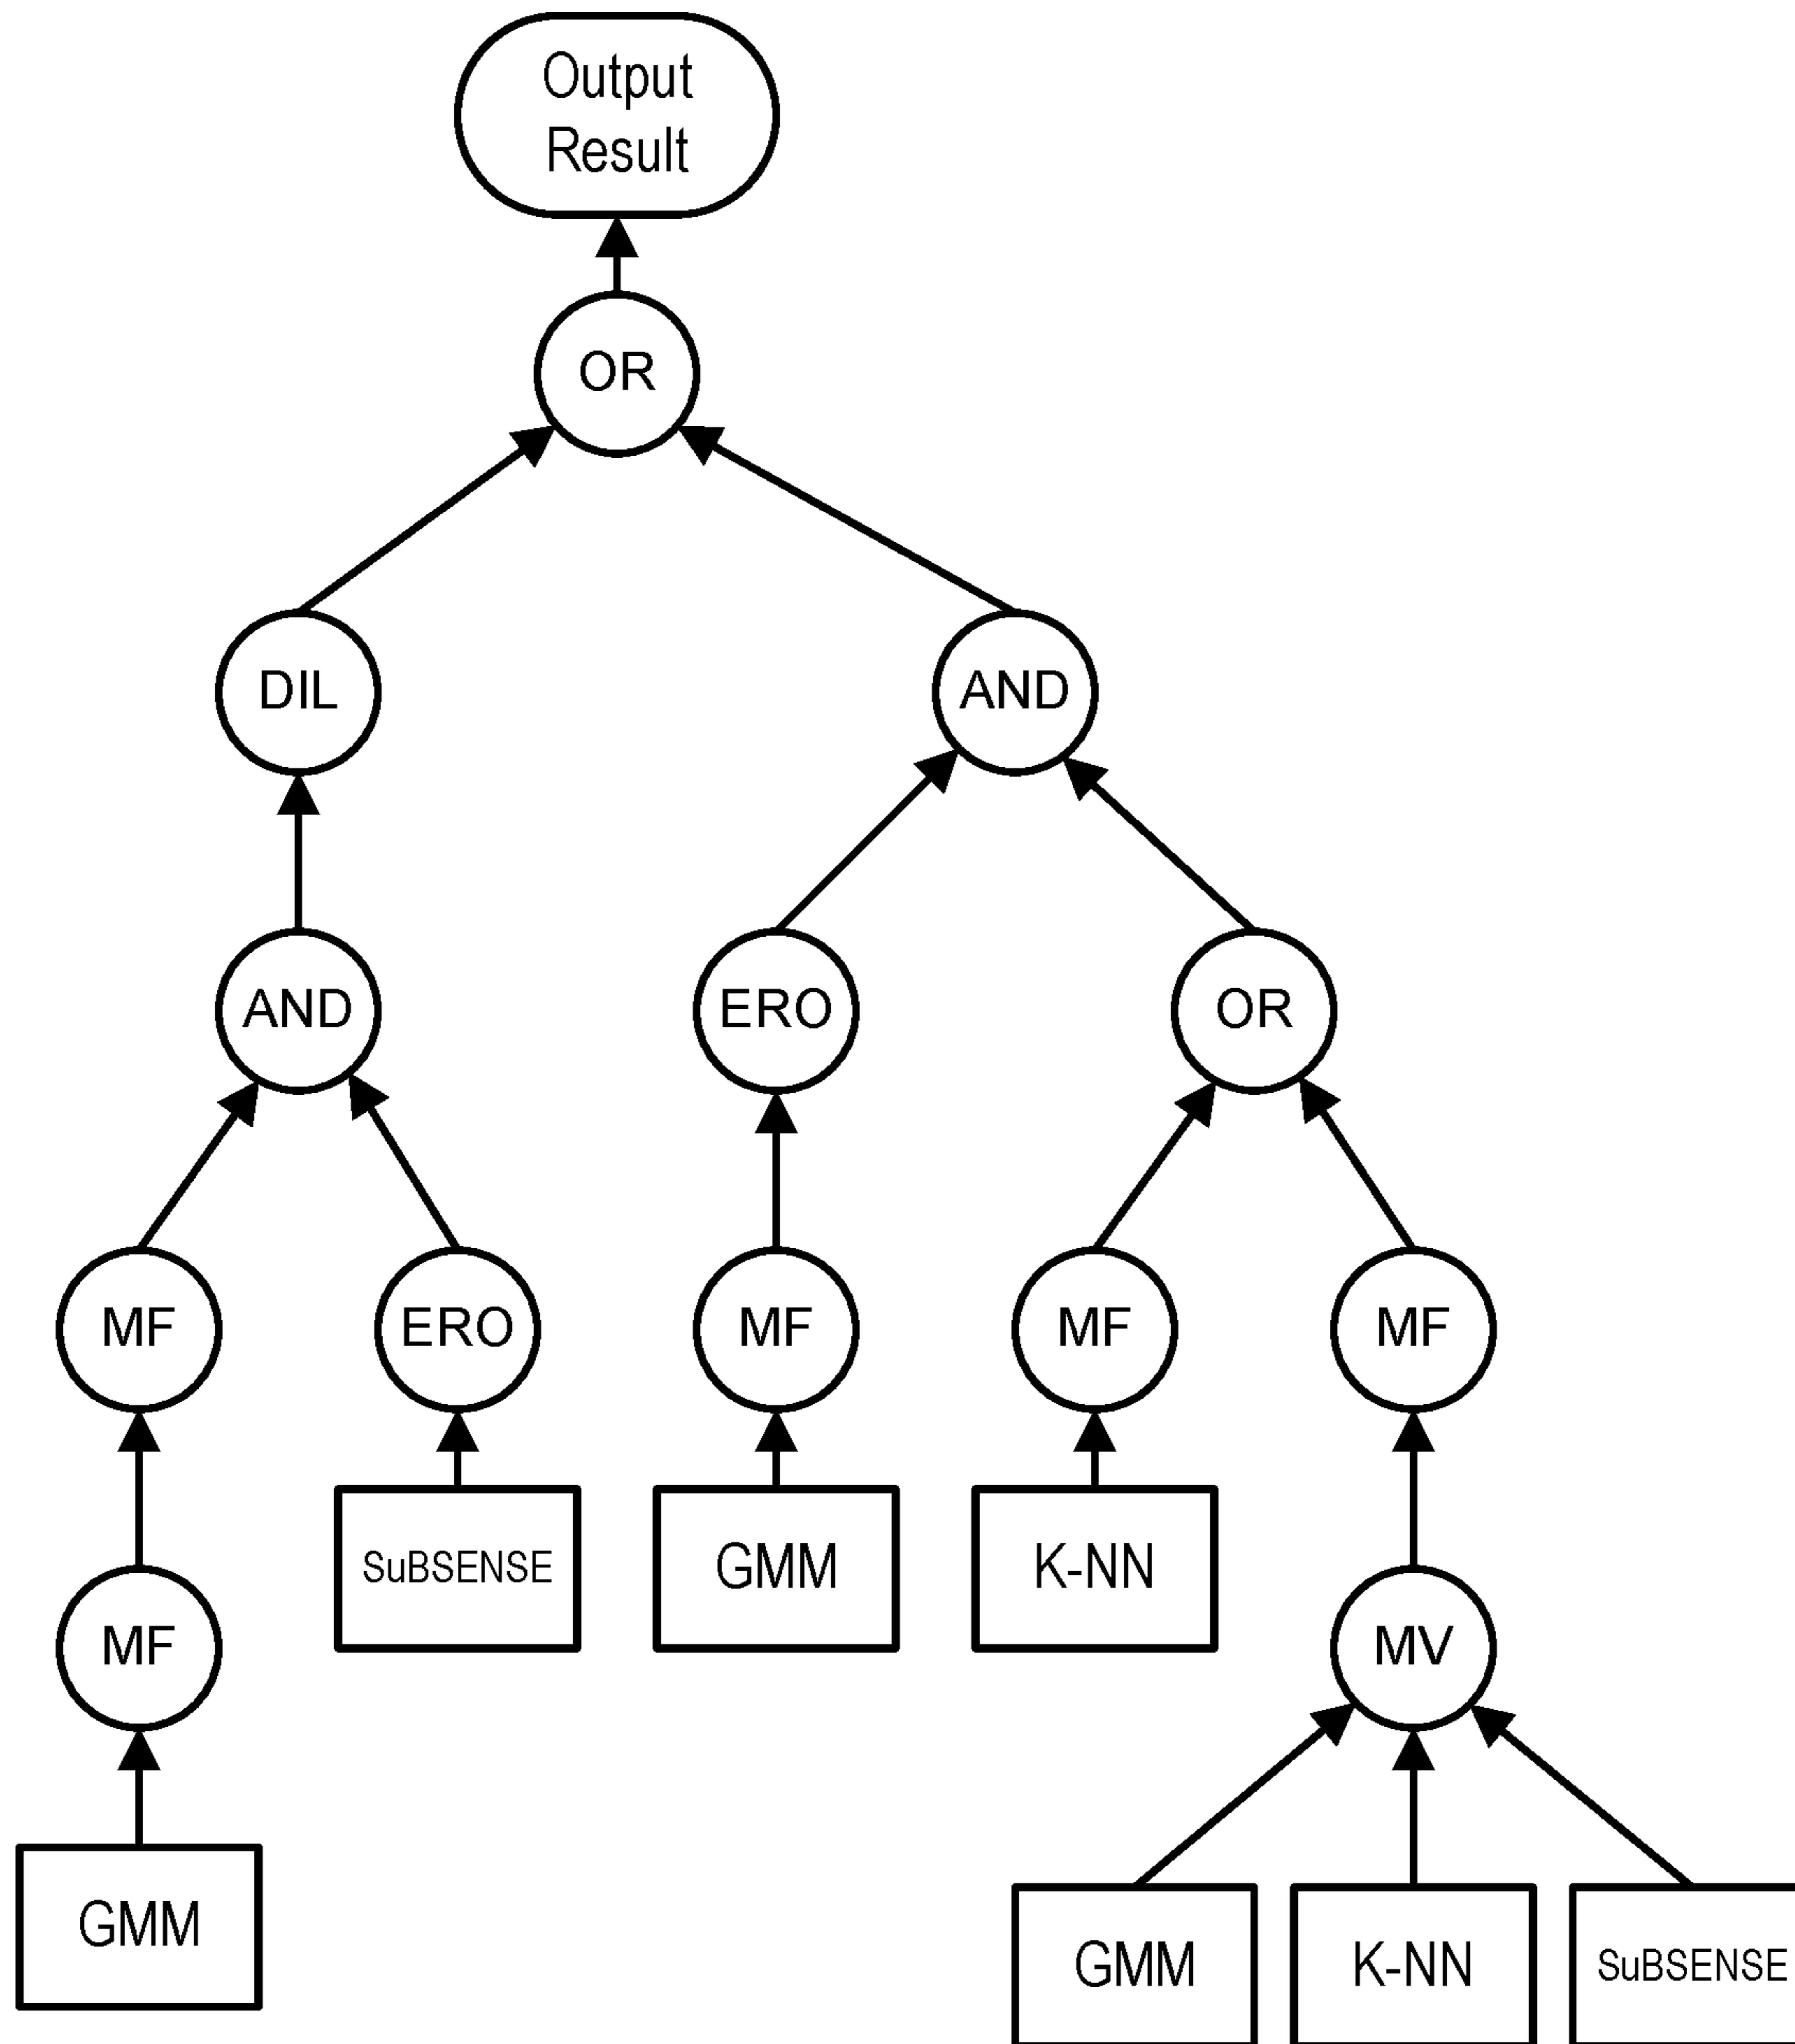 Output
Result
OR
DIL
AND
AND
ERO
OR
MF
ERO
MF
MF
MF
SuBSENSE
GMM
K-NN
MF
MV
GMM
GMM
K-NN
SuBSENSE